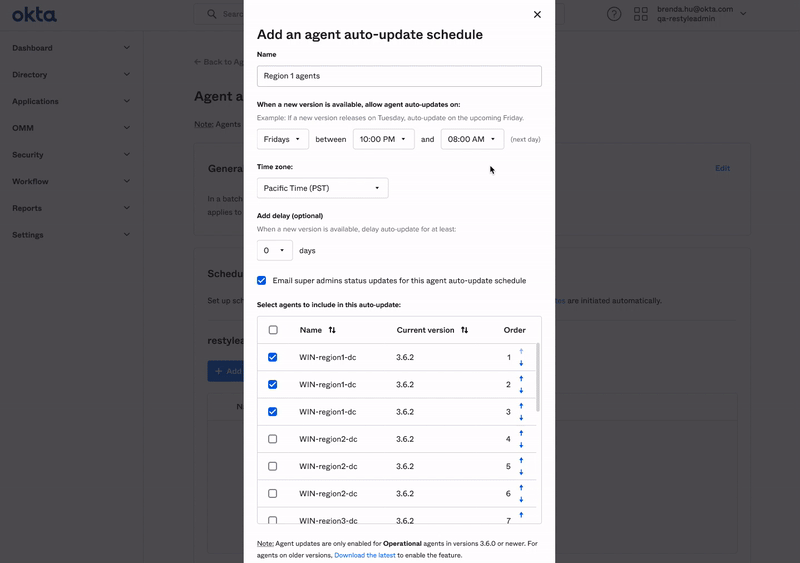 okta
Search
brenda.hu@okta.com
qa-restyleadmin
Dashboard
Directory
Applications
OMM
Security
Workflow
Reports
Settings
← Back to
Agent a
Note: Agents
General
Edit
In a batch
applies to
Set up
are initiated automatically.
restyle
+ Add
Add an agent auto-update schedule
Name
Region 1 agents
When a new version is available, allow agent auto-updates on:
Example: If a new version releases on Tuesday, auto-update on the upcoming Friday.
Fridays between 10:00 PM and 08:00 AM (next day)
Time zone:
Pacific Time (PST)
Add delay (optional)
When a new version is available, delay auto-update for at least:
0 days
Email super admins status updates for this agent auto-update schedule
Select agents to include in this auto-update:
Name Current version Order
WIN-region1-dc 3.6.2 1
WIN-region1-dc 3.6.2 2
WIN-region1-dc 3.6.2 3
WIN-region2-dc 3.6.2 4
WIN-region2-dc 3.6.2 5
WIN-region2-dc 3.6.2 6
WIN-region3-dc 3.6.2 7
Note: Agent updates are only enabled for Operational agents in versions 3.6.0 or newer. For
agents on older versions, Download the latest to enable the feature.